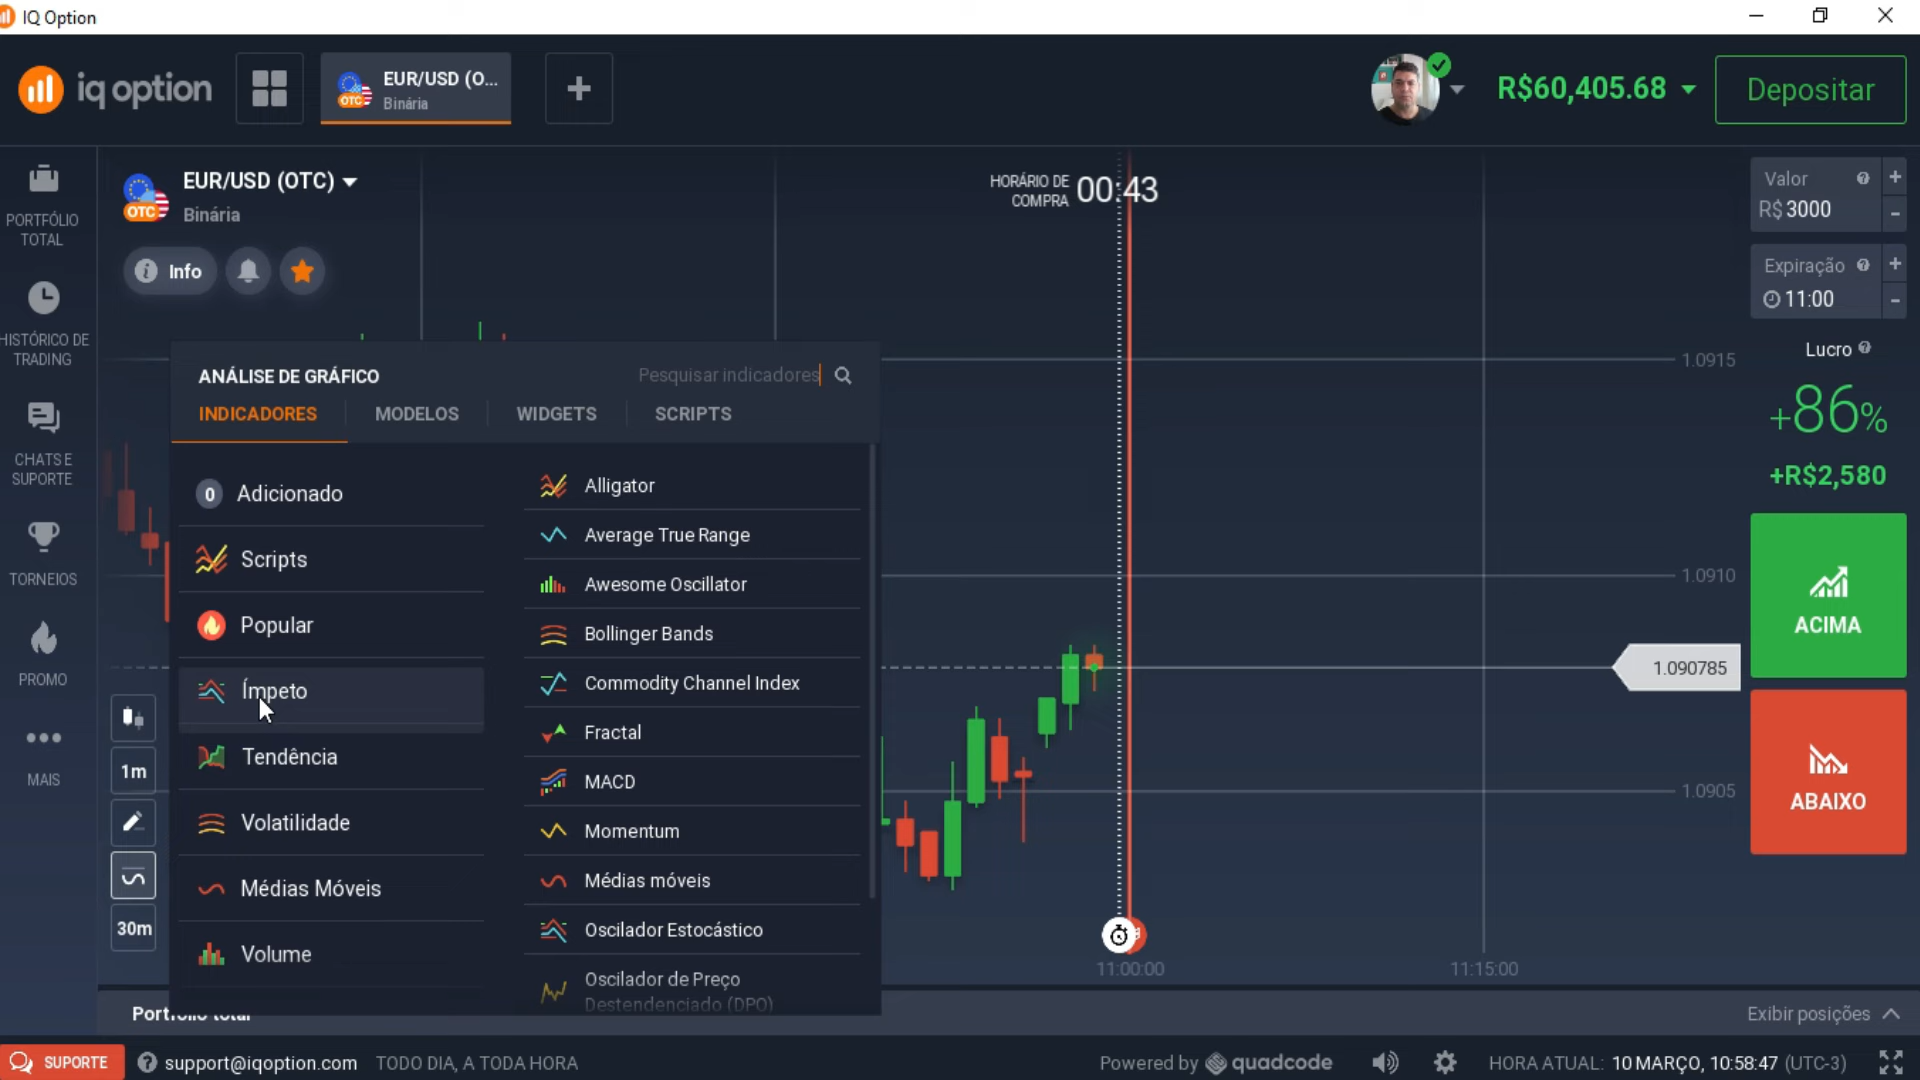 IQ Option
iq option
EUR/USD (O...
OTC
Binária
R$60,405.68
Depositar
PORTFÓLIO
TOTAL
HISTÓRICO DE
TRADING
CHATS E
SUPORTE
TORNEIOS
PROMO
MAIS
EUR/USD (OTC)
OTC
Binária
Info
HORÁRIO DE
COMPRA
00:43
ANÁLISE DE GRÁFICO
Pesquisar indicadores
INDICADORES
MODELOS
WIDGETS
SCRIPTS
0 Adicionado
Scripts
Popular
Ímpeto
Tendência
Volatilidade
Médias Móveis
Volume
Alligator
Average True Range
Awesome Oscillator
Bollinger Bands
Commodity Channel Index
Fractal
MACD
Momentum
Médias móveis
Oscilador Estocástico
Oscilador de Preço
Destendenciado (DPO)
1m
30m
1.0915
1.0910
1.090785
1.0905
11:00:00
11:15:00
Valor
R$ 3000
Expiração
11:00
Lucro
+86%
+R$2,580
ACIMA
ABAIXO
Portfólio total
Exibir posições
SUPORTE
support@iqoption.com
TODO DIA, A TODA HORA
Powered by quadcode
HORA ATUAL: 10 MARÇO, 10:58:47 (UTC-3)